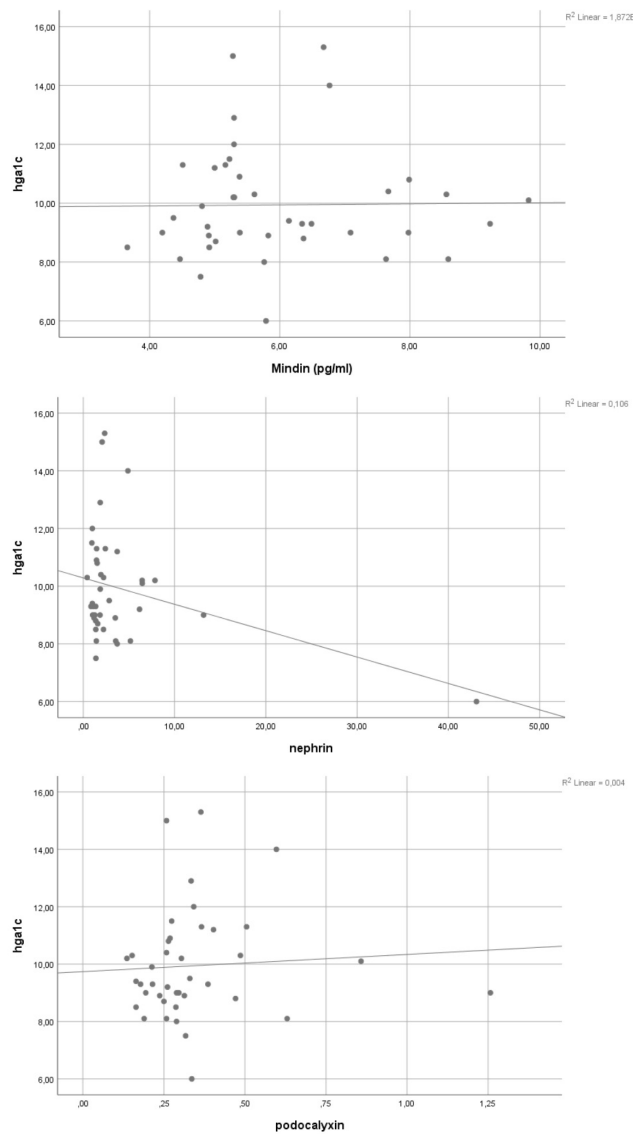 R2 Linear = 1,872E
16,00
14,00
12,00
10,00
8,00
6,00
hga1c
4,00 6,00 8,00 10,00
Mindin (pg/ml)
R2 Linear = 0,106
16,00
14,00
12,00
10,00
8,00
6,00
hga1c
,00 10,00 20,00 30,00 40,00 50,00
nephrin
R2 Linear = 0,004
16,00
14,00
12,00
10,00
8,00
6,00
hga1c
,00 ,25 ,50 ,75 1,00 1,25
podocalyxin